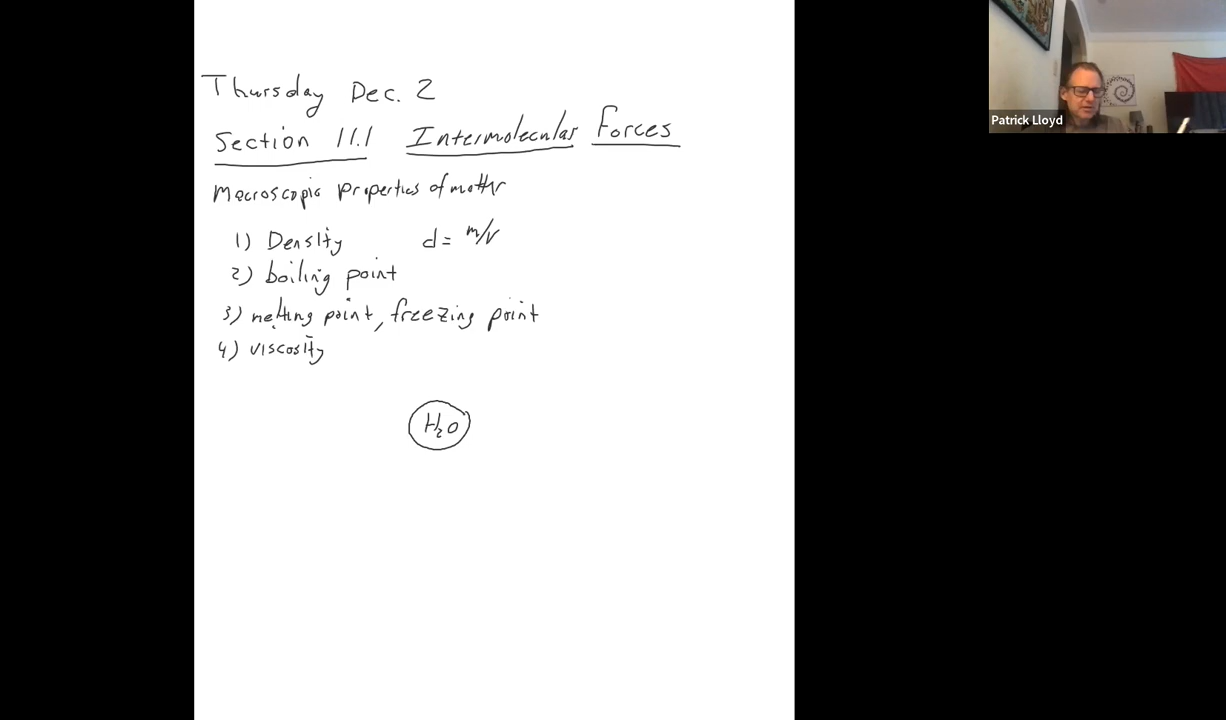 Thursday Dec. 2
Section 11.1 Intermolecular Forces
Macroscopic properties of matter
1) Density d = m/v
2) boiling point
3) melting point, freezing point
4) viscosity
H₂O
Patrick Lloyd